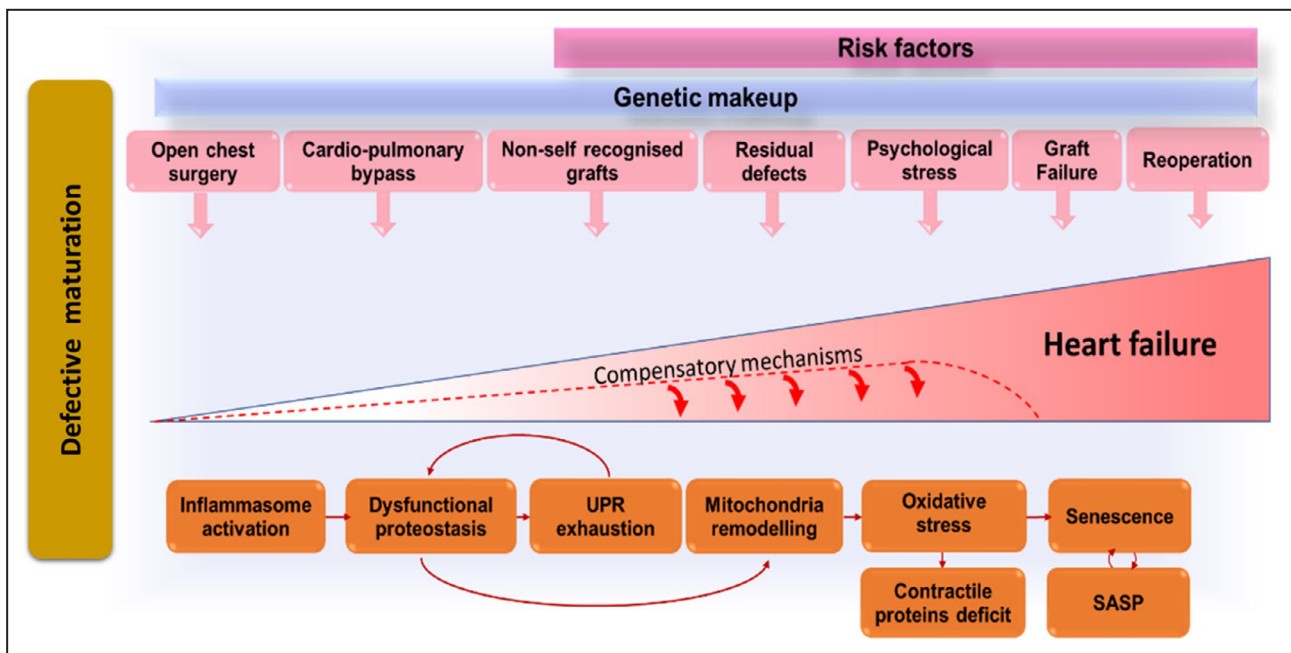 Risk factors
Genetic makeup
Defective maturation
Open chest
surgery
Cardio-pulmonary
bypass
Non-self recognised
grafts
Residual
defects
Psychological
stress
Graft
Failure
Reoperation
Heart failure
Compensatory mechanisms
Inflammasome
activation
Dysfunctional
proteostasis
UPR
exhaustion
Mitochondria
remodelling
Oxidative
stress
Senescence
Contractile
proteins deficit
SASP